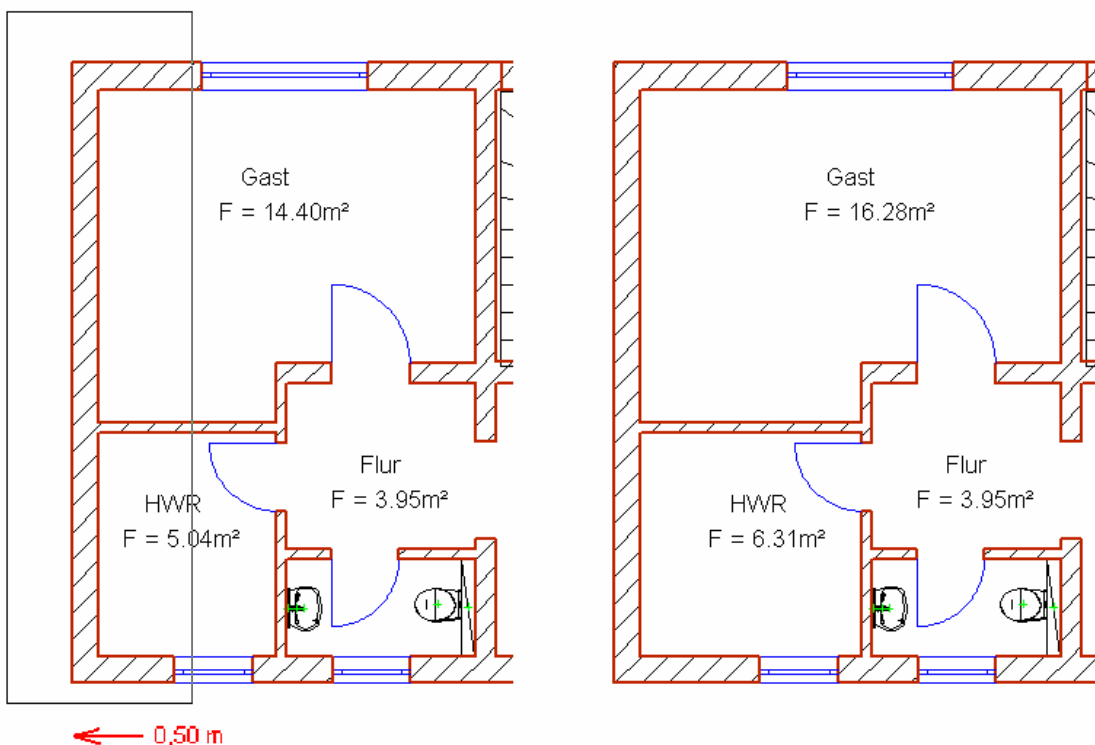 Gast
F = 14.40m²
Flur
F = 3.95m²
HWR
F = 5.04m²
0,50 m
Gast
F = 16.28m²
Flur
F = 3.95m²
HWR
F = 6.31m²